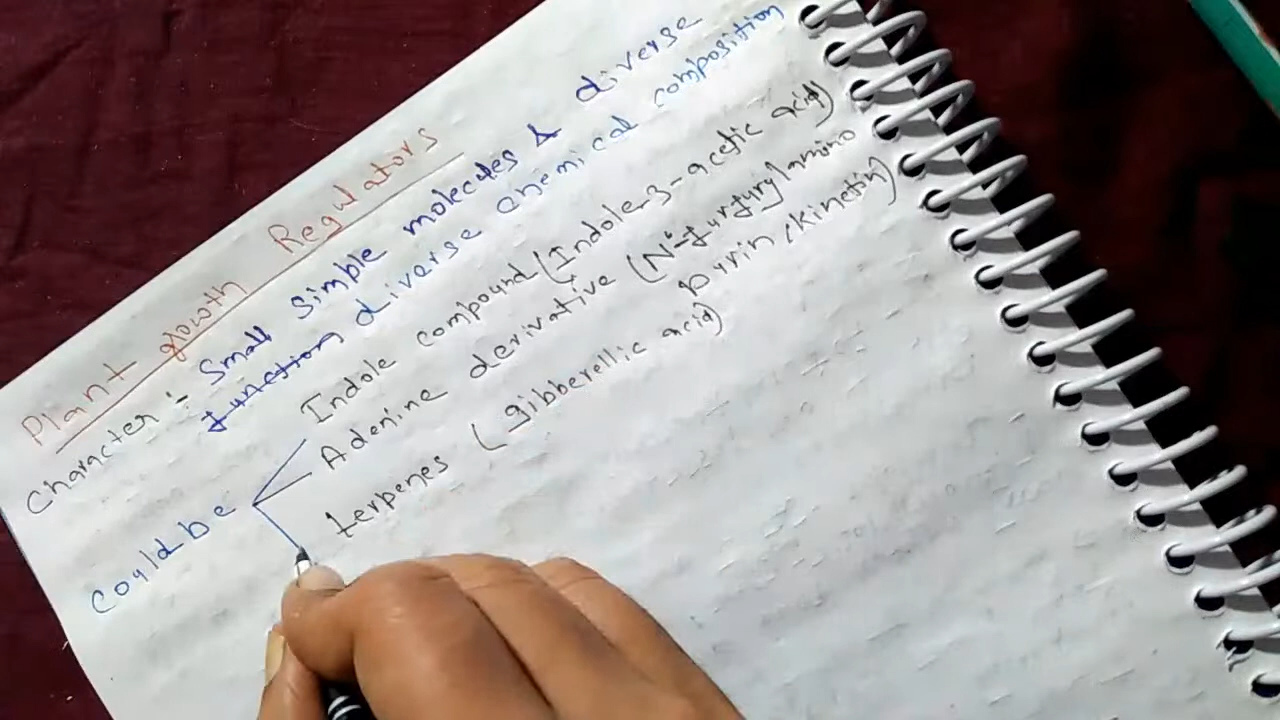 Plant growth Regulators
Character :- Small simple molecules & diverse
function diverse chemical composition
Could be
Indole compound (Indole-3-acetic acid)
Adenine derivative (N⁶-furfurylamino
purin, kinetin)
terpenes (gibberellic acid)